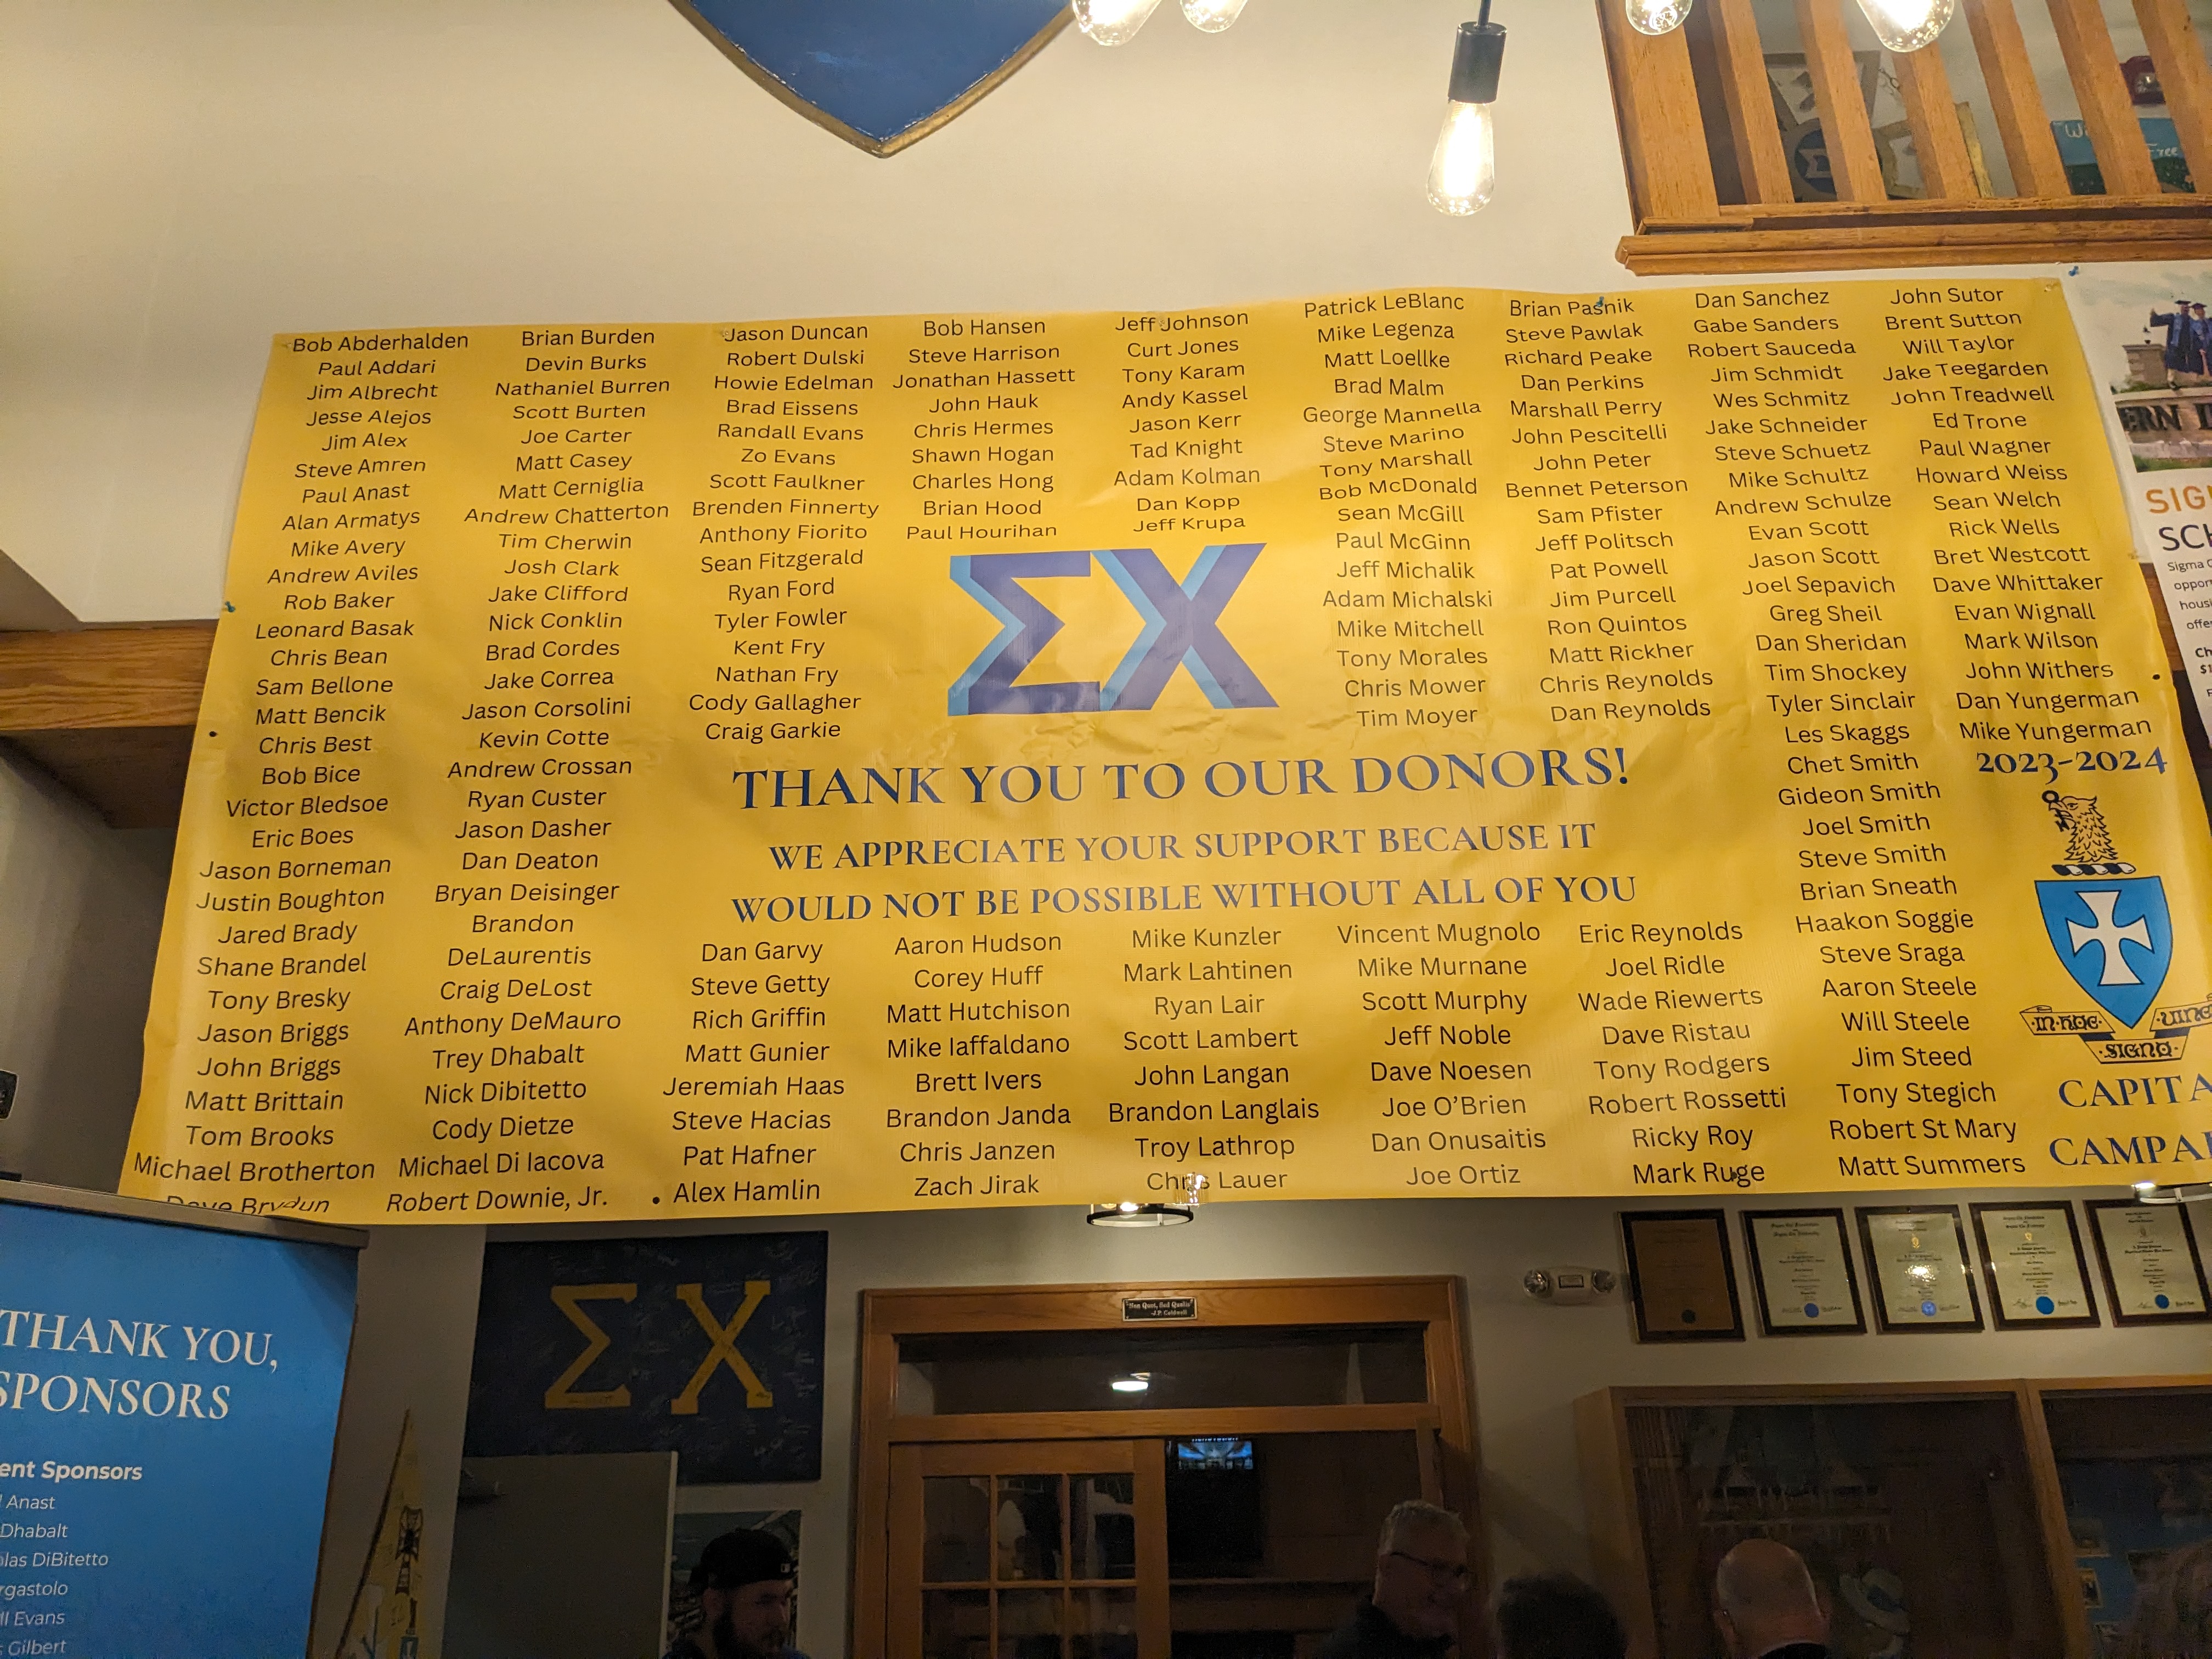 Bob Abderhalden
Paul Addari
Jim Albrecht
Jesse Alejos
Jim Alex
Steve Amren
Paul Anast
Alan Armatys
Mike Avery
Andrew Aviles
Rob Baker
Leonard Basak
Chris Bean
Sam Bellone
Matt Bencik
Chris Best
Bob Bice
Victor Bledsoe
Eric Boes
Jason Borneman
Justin Boughton
Jared Brady
Shane Brandel
Tony Bresky
Jason Briggs
John Briggs
Matt Brittain
Tom Brooks
Michael Brotherton
Dave Brydun
Brian Burden
Devin Burks
Nathaniel Burren
Scott Burten
Joe Carter
Matt Casey
Matt Cerniglia
Andrew Chatterton
Tim Cherwin
Josh Clark
Jake Clifford
Nick Conklin
Brad Cordes
Jake Correa
Jason Corsolini
Kevin Cotte
Andrew Crossan
Ryan Custer
Jason Dasher
Dan Deaton
Bryan Deisinger
Brandon
DeLaurentis
Craig DeLost
Anthony DeMauro
Trey Dhabalt
Nick Dibitetto
Cody Dietze
Michael Di Iacova
Robert Downie, Jr.
Jason Duncan
Robert Dulski
Howie Edelman
Brad Eissens
Randall Evans
Zo Evans
Scott Faulkner
Brenden Finnerty
Anthony Fiorito
Sean Fitzgerald
Ryan Ford
Tyler Fowler
Kent Fry
Nathan Fry
Cody Gallagher
Craig Garkie
Bob Hansen
Steve Harrison
Jonathan Hassett
John Hauk
Chris Hermes
Shawn Hogan
Charles Hong
Brian Hood
Paul Hourihan
Jeff Johnson
Curt Jones
Tony Karam
Andy Kassel
Jason Kerr
Tad Knight
Adam Kolman
Dan Kopp
Jeff Krupa
ΣΧ
Patrick LeBlanc
Mike Legenza
Matt Loellke
Brad Malm
George Mannella
Steve Marino
Tony Marshall
Bob McDonald
Sean McGill
Paul McGinn
Jeff Michalik
Adam Michalski
Mike Mitchell
Tony Morales
Chris Mower
Tim Moyer
Brian Pasnik
Steve Pawlak
Richard Peake
Dan Perkins
Marshall Perry
John Pescitelli
John Peter
Bennet Peterson
Sam Pfister
Jeff Politsch
Pat Powell
Jim Purcell
Ron Quintos
Matt Rickher
Chris Reynolds
Dan Reynolds
THANK YOU TO OUR DONORS!
WE APPRECIATE YOUR SUPPORT BECAUSE IT
WOULD NOT BE POSSIBLE WITHOUT ALL OF YOU
Dan Garvy
Steve Getty
Rich Griffin
Matt Gunier
Jeremiah Haas
Steve Hacias
Pat Hafner
Alex Hamlin
Aaron Hudson
Corey Huff
Matt Hutchison
Mike Iaffaldano
Brett Ivers
Brandon Janda
Chris Janzen
Zach Jirak
Mike Kunzler
Mark Lahtinen
Ryan Lair
Scott Lambert
John Langan
Brandon Langlais
Troy Lathrop
Chris Lauer
Vincent Mugnolo
Mike Murnane
Scott Murphy
Jeff Noble
Dave Noesen
Joe O’Brien
Dan Onusaitis
Joe Ortiz
Eric Reynolds
Joel Ridle
Wade Riewerts
Dave Ristau
Tony Rodgers
Robert Rossetti
Ricky Roy
Mark Ruge
Dan Sanchez
Gabe Sanders
Robert Sauceda
Jim Schmidt
Wes Schmitz
Jake Schneider
Steve Schuetz
Mike Schultz
Andrew Schulze
Evan Scott
Jason Scott
Joel Sepavich
Greg Sheil
Dan Sheridan
Tim Shockey
Tyler Sinclair
Les Skaggs
Chet Smith
Gideon Smith
Joel Smith
Steve Smith
Brian Sneath
Haakon Soggie
Steve Sraga
Aaron Steele
Will Steele
Jim Steed
Tony Stegich
Robert St Mary
Matt Summers
John Sutor
Brent Sutton
Will Taylor
Jake Teegarden
John Treadwell
Ed Trone
Paul Wagner
Howard Weiss
Sean Welch
Rick Wells
Bret Westcott
Dave Whittaker
Evan Wignall
Mark Wilson
John Withers
Dan Yungerman
Mike Yungerman
2023-2024
IN HOC
SIGNO
VINC
CAPITA
CAMPAI
ERN I
SIG
SCH
Sigma C
oppor
housi
offe
Ch
$1
Free
THANK YOU,
SPONSORS
ent Sponsors
l Anast
Dhabalt
las DiBitetto
rgastolo
ll Evans
s Gilbert
ΣΧ
"Non Quot, Sed Qualis"
-J.P. Caldwell